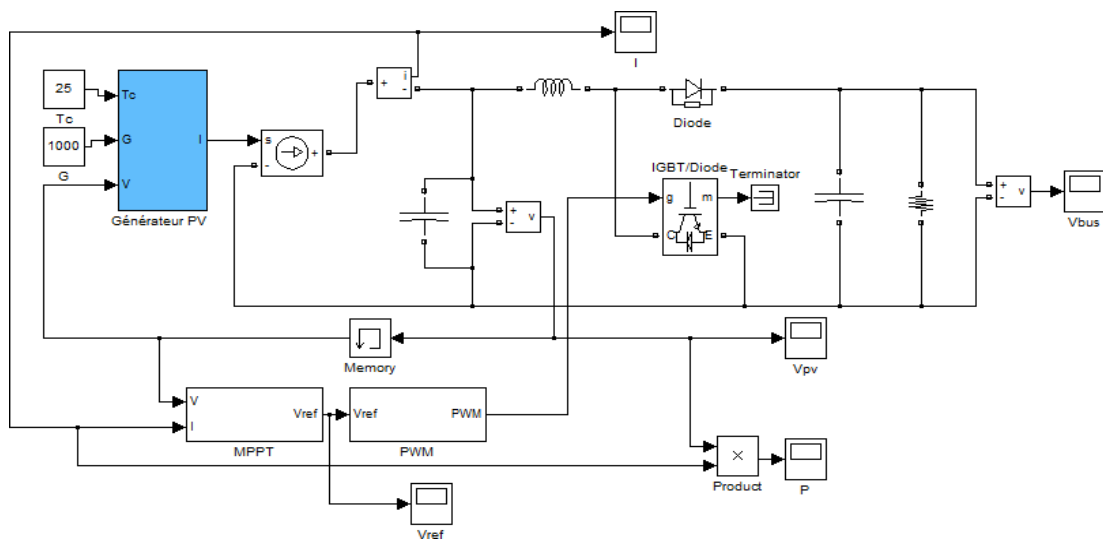 I
25
Tc
1000
G
Tc
G
V
I
Générateur PV
s
+
-
+
i
-
Diode
IGBT/Diode
g
m
C
E
Terminator
+
-
v
+
-
v
Vbus
Memory
Vpv
V
I
Vref
MPPT
Vref
PWM
PWM
×
Product
P
Vref